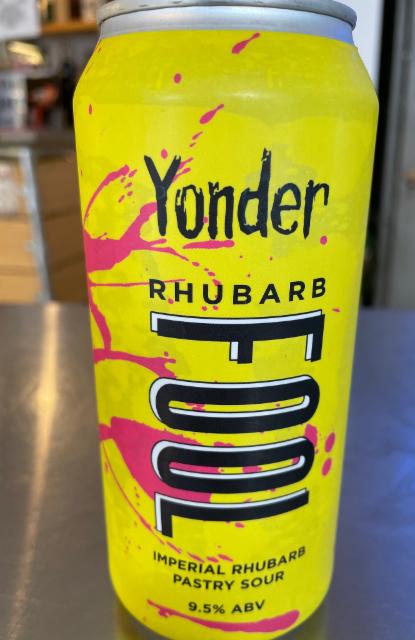 Yonder
RHUBARB
FOOL
IMPERIAL RHUBARB
PASTRY SOUR
9.5% ABV